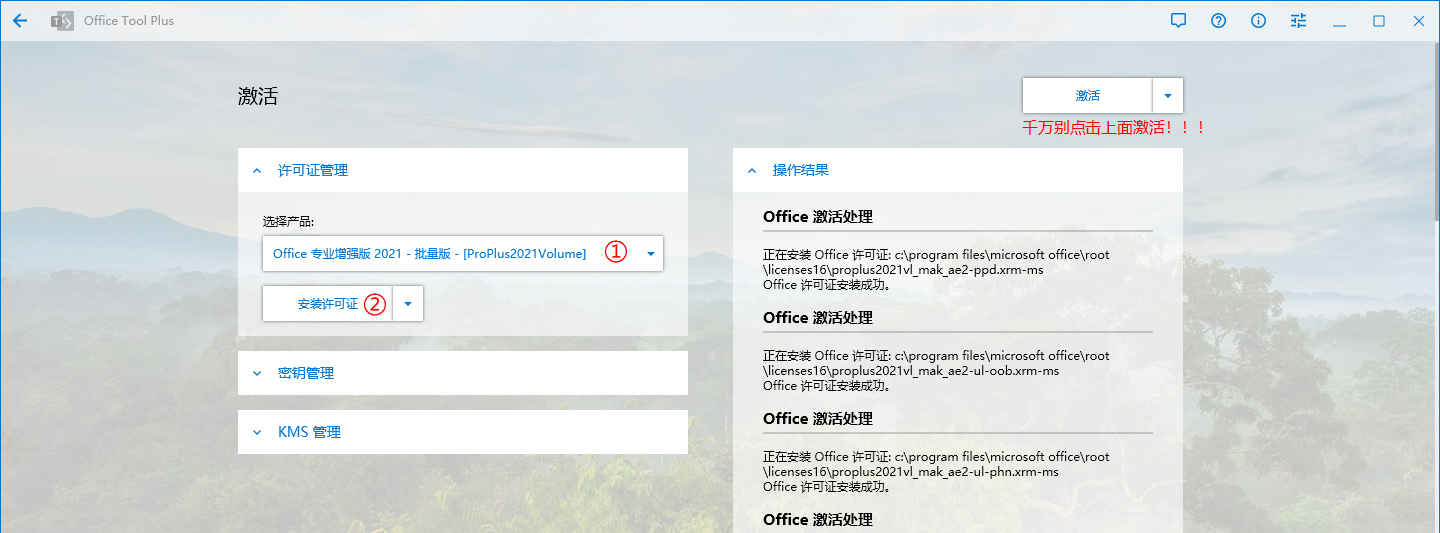 Office Tool Plus
激活
激活
千万别点击上面激活！！！
许可证管理
选择产品:
Office 专业增强版 2021 - 批量版 - [ProPlus2021Volume] ①
安装许可证 ②
密钥管理
KMS 管理
操作结果
Office 激活处理
正在安装 Office 许可证: c:\program files\microsoft office\root
\licenses16\proplus2021vl_mak_ae2-ppd.xrm-ms
Office 许可证安装成功。
Office 激活处理
正在安装 Office 许可证: c:\program files\microsoft office\root
\licenses16\proplus2021vl_mak_ae2-ul-oob.xrm-ms
Office 许可证安装成功。
Office 激活处理
正在安装 Office 许可证: c:\program files\microsoft office\root
\licenses16\proplus2021vl_mak_ae2-ul-phn.xrm-ms
Office 许可证安装成功。
Office 激活处理